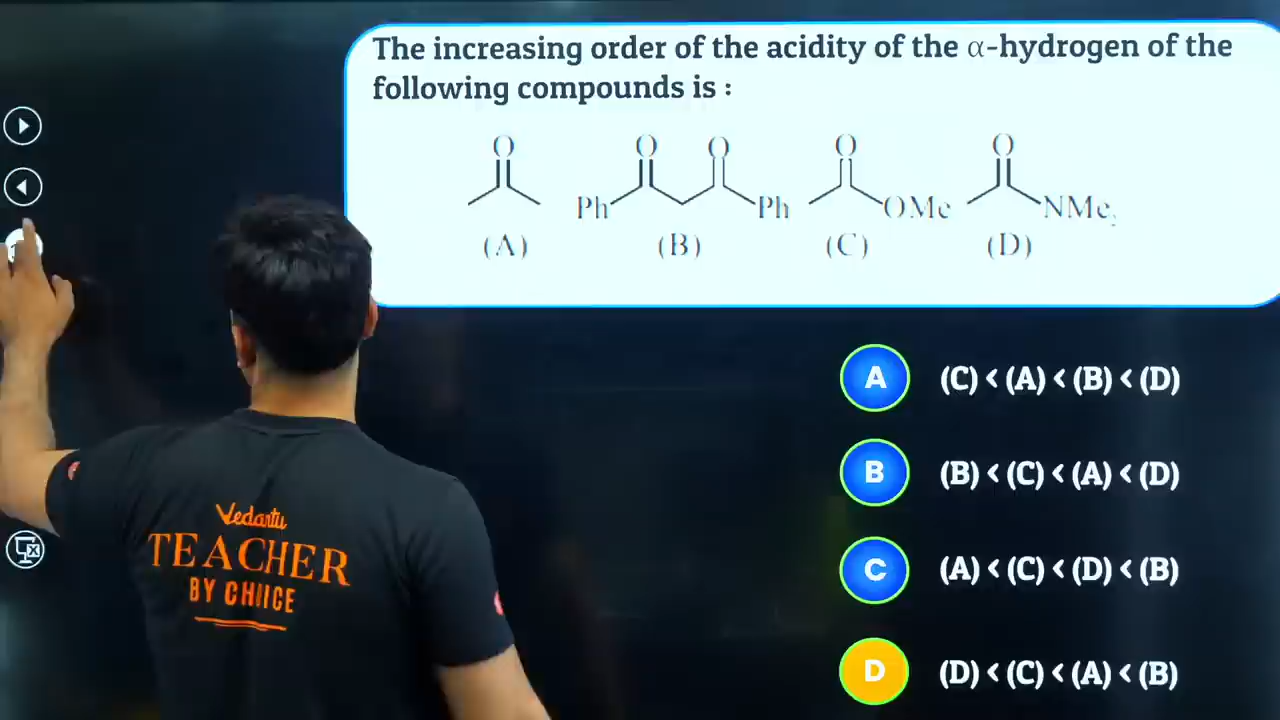 The increasing order of the acidity of the α-hydrogen of the
following compounds is :
O O O O O
Ph Ph OMe NMe₂
(A) (B) (C) (D)
A (C) < (A) < (B) < (D)
B (B) < (C) < (A) < (D)
C (A) < (C) < (D) < (B)
D (D) < (C) < (A) < (B)
Vedantu
TEACHER
BY CHOICE